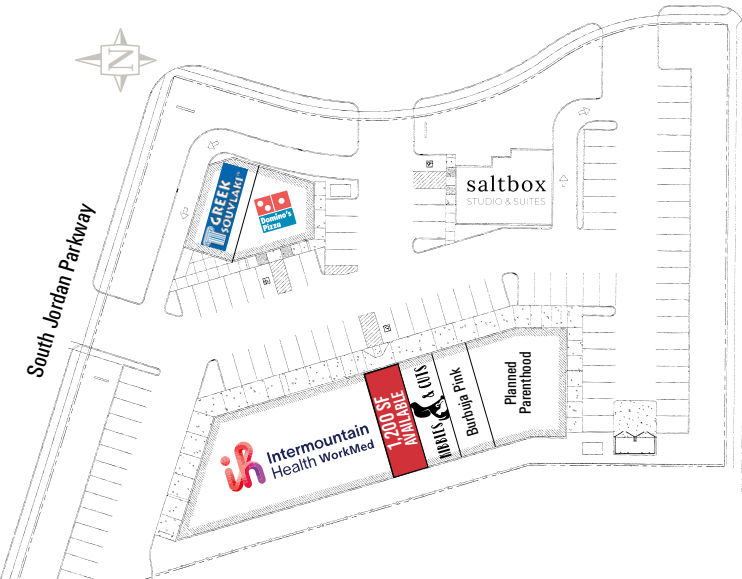 N
South Jordan Parkway
GREEK
SOUVLAKI
Domino's
Pizza
saltbox
STUDIO & SUITES
Intermountain
Health WorkMed
1,200 SF
AVAILABLE
KIBBLES & CUTS
Burbuja Pink
Planned
Parenthood